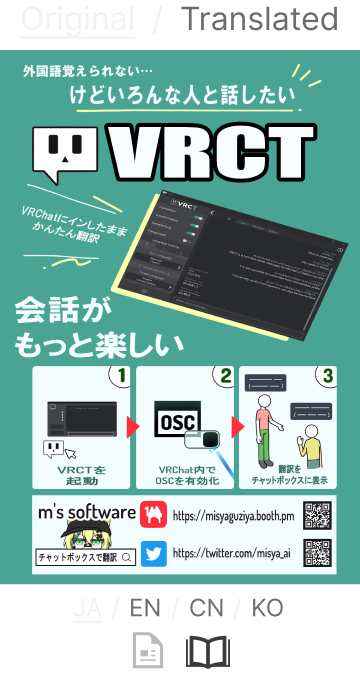 Original / Translated
外国語覚えられない…
けどいろんな人と話したい
VRCT
VRChatにインしたまま
かんたん翻訳
VRCT
会話が
もっと楽しい
1
VRCTを
起動
2
OSC
VRChat内で
OSCを有効化
3
翻訳を
チャットボックスに表示
m's software
チャットボックスで翻訳
https://misyaguziya.booth.pm
https://twitter.com/misya_ai
JA / EN / CN / KO